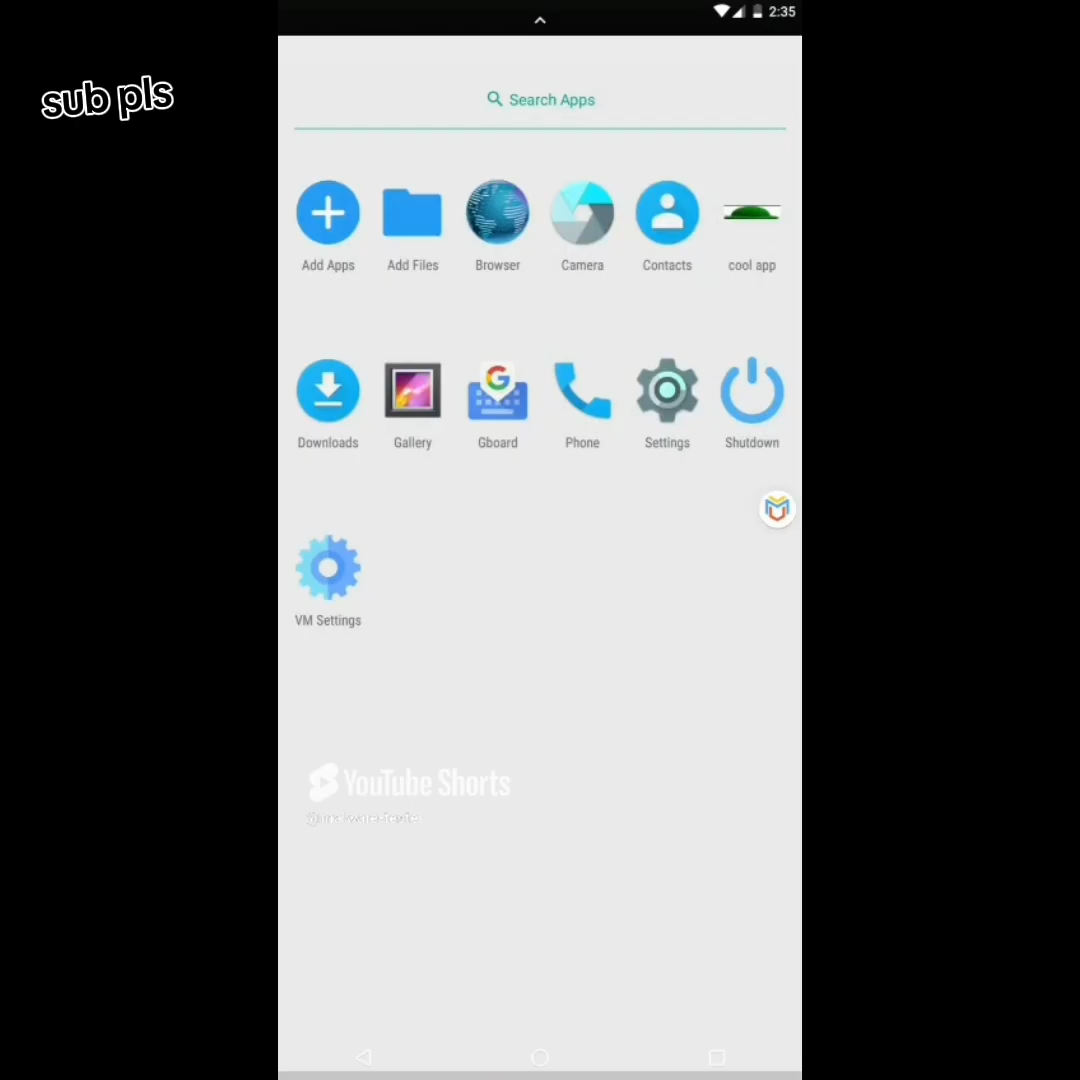 2:35
sub pls
Search Apps
Add Apps Add Files Browser Camera Contacts cool app
Downloads Gallery Gboard Phone Settings Shutdown
VM Settings
YouTube Shorts